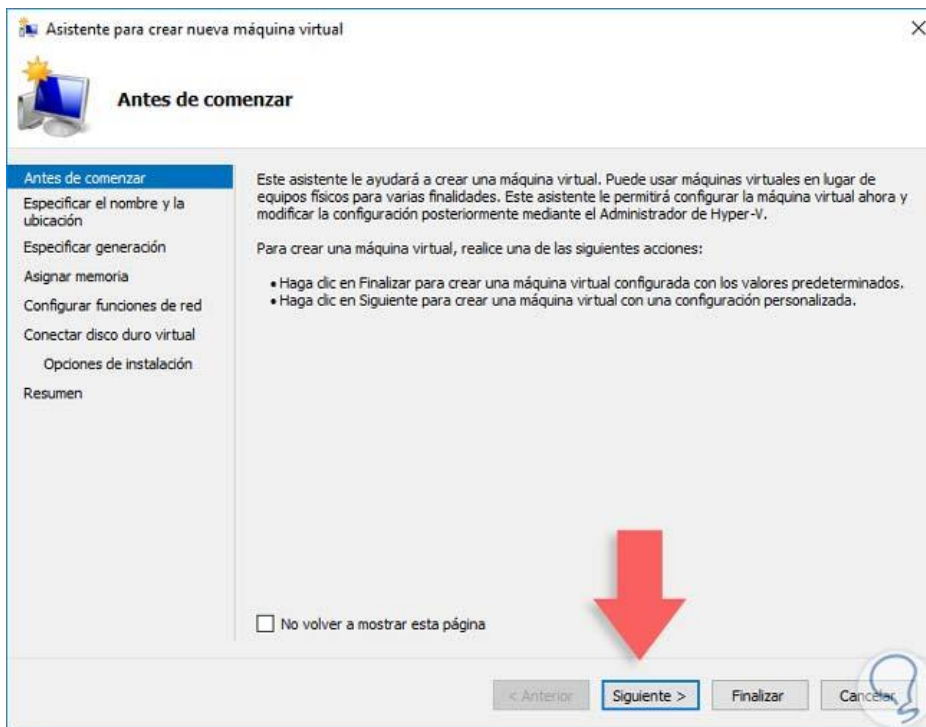 Asistente para crear nueva máquina virtual
Antes de comenzar
Antes de comenzar
Especificar el nombre y la
ubicación
Especificar generación
Asignar memoria
Configurar funciones de red
Conectar disco duro virtual
Opciones de instalación
Resumen
Este asistente le ayudará a crear una máquina virtual. Puede usar máquinas virtuales en lugar de
equipos físicos para varias finalidades. Este asistente le permitirá configurar la máquina virtual ahora y
modificar la configuración posteriormente mediante el Administrador de Hyper-V.
Para crear una máquina virtual, realice una de las siguientes acciones:
• Haga clic en Finalizar para crear una máquina virtual configurada con los valores predeterminados.
• Haga clic en Siguiente para crear una máquina virtual con una configuración personalizada.
No volver a mostrar esta página
< Anterior
Siguiente >
Finalizar
Cancelar